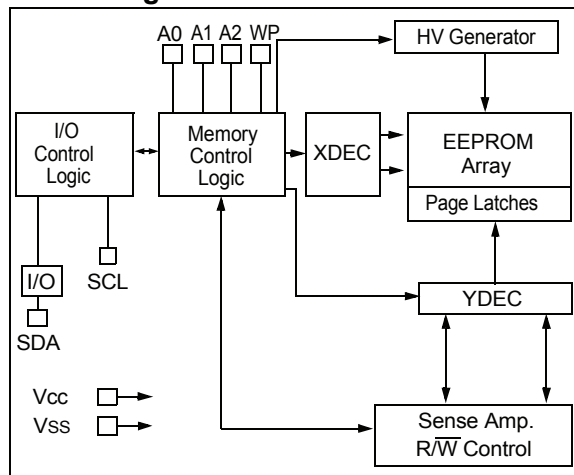 A0 A1 A2 WP
HV Generator
I/O
Control
Logic
Memory
Control
Logic
XDEC
EEPROM
Array
Page Latches
I/O
SCL
SDA
YDEC
Vcc
Vss
Sense Amp.
R/W̅ Control